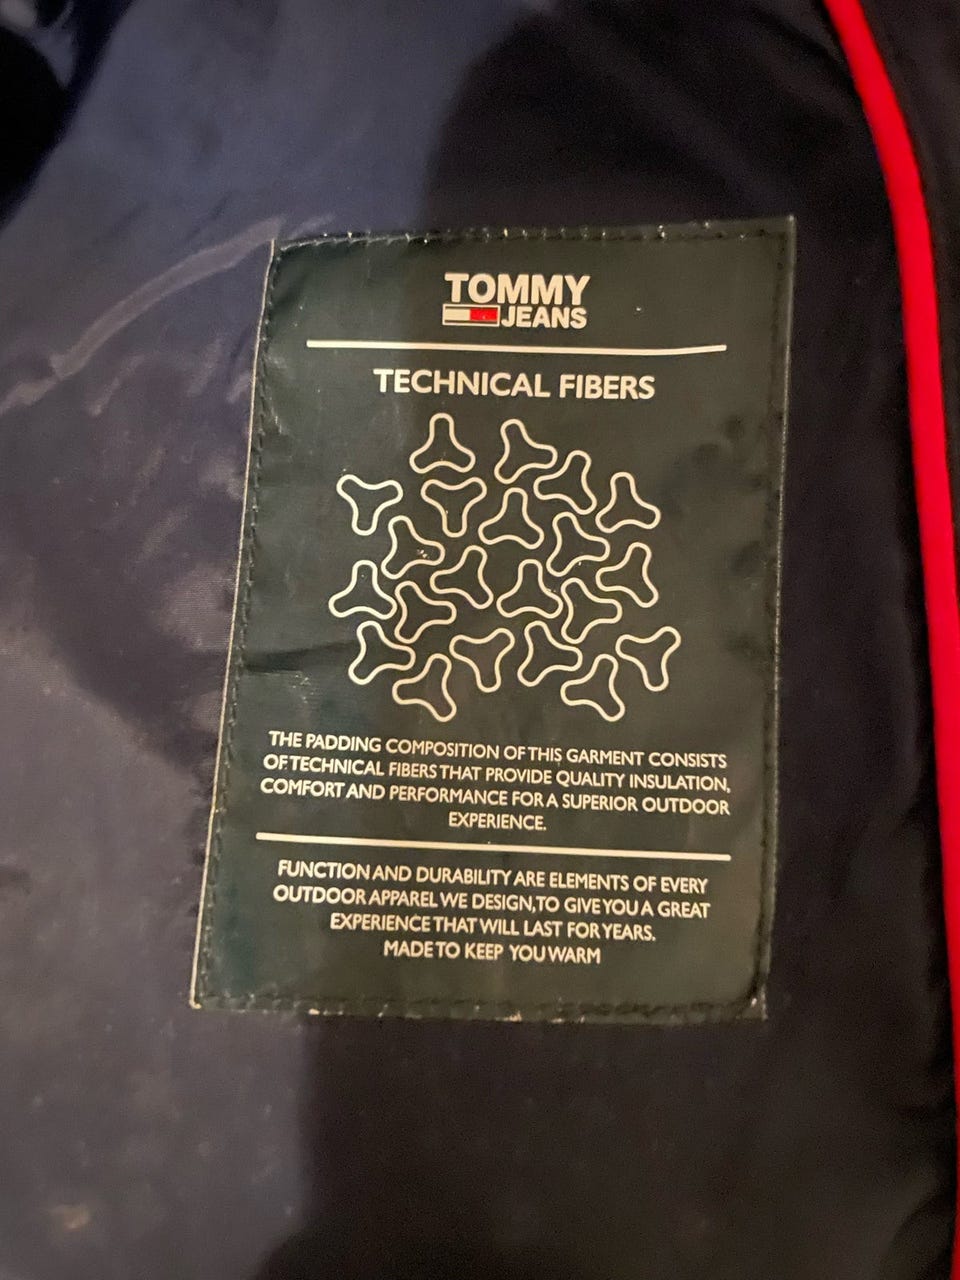 TOMMY
JEANS
TECHNICAL FIBERS
THE PADDING COMPOSITION OF THIS GARMENT CONSISTS
OF TECHNICAL FIBERS THAT PROVIDE QUALITY INSULATION,
COMFORT AND PERFORMANCE FOR A SUPERIOR OUTDOOR
EXPERIENCE.
FUNCTION AND DURABILITY ARE ELEMENTS OF EVERY
OUTDOOR APPAREL WE DESIGN, TO GIVE YOU A GREAT
EXPERIENCE THAT WILL LAST FOR YEARS.
MADE TO KEEP YOU WARM